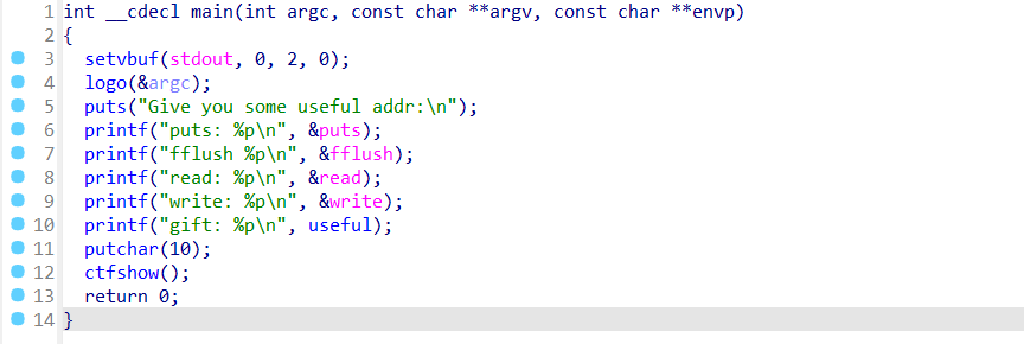 1 int __cdecl main(int argc, const char **argv, const char **envp)
2 {
3   setvbuf(stdout, 0, 2, 0);
4   logo(&argc);
5   puts("Give you some useful addr:\n");
6   printf("puts: %p\n", &puts);
7   printf("fflush %p\n", &fflush);
8   printf("read: %p\n", &read);
9   printf("write: %p\n", &write);
10   printf("gift: %p\n", useful);
11   putchar(10);
12   ctfshow();
13   return 0;
14 }